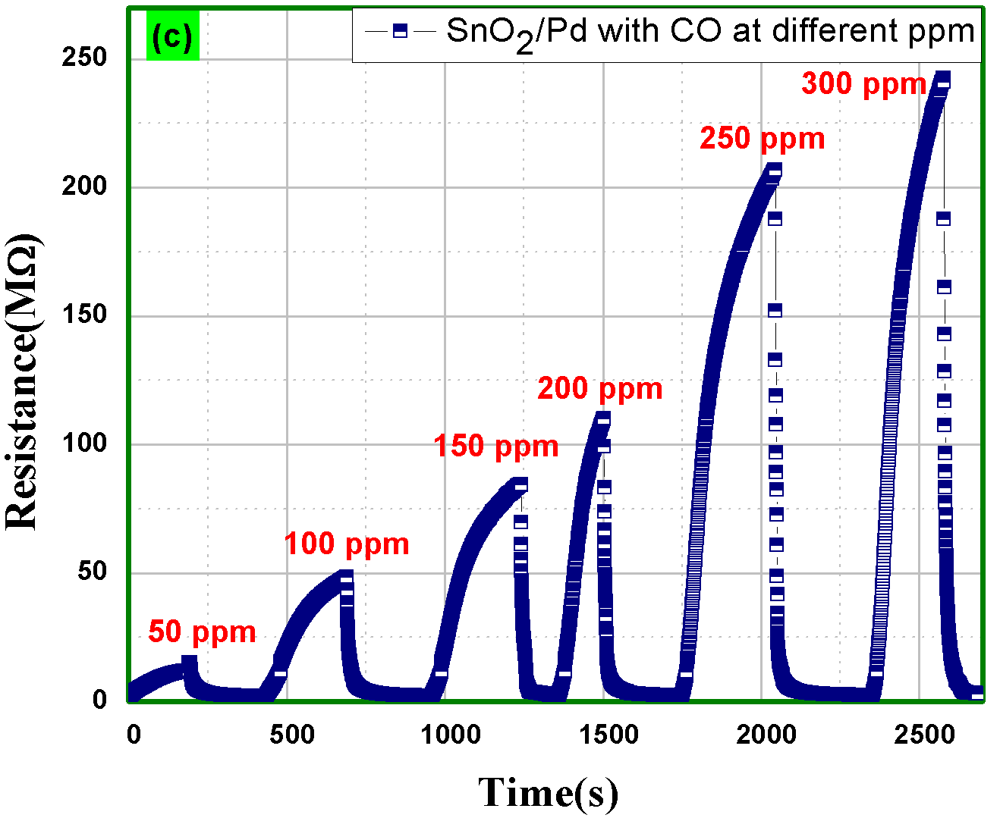 (c)
SnO₂/Pd with CO at different ppm
250
300 ppm
250 ppm
200
150
200 ppm
100
150 ppm
100 ppm
50
50 ppm
0
0 500 1000 1500 2000 2500
Resistance(MΩ)
Time(s)